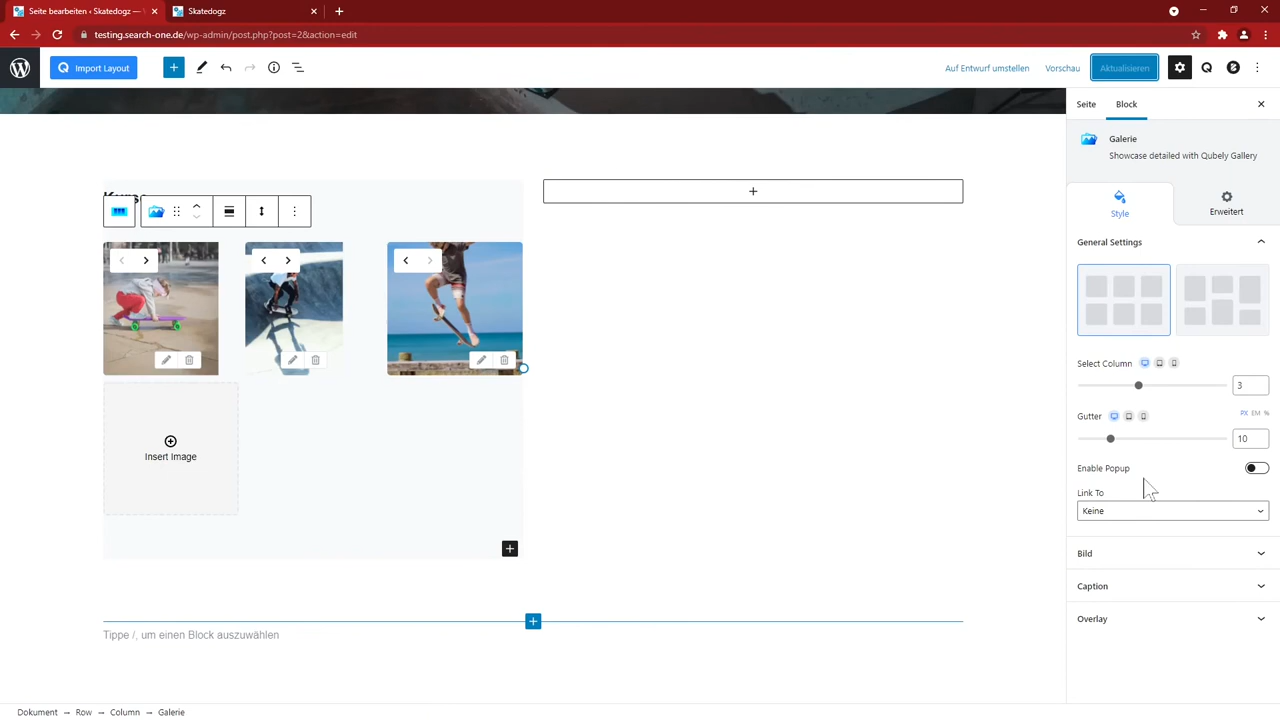 Seite bearbeiten ‹ Skatedogz —
Skatedogz
testing.search-one.de/wp-admin/post.php?post=2&action=edit
Import Layout
Auf Entwurf umstellen
Vorschau
Aktualisieren
Seite
Block
Galerie
Showcase detailed with Qubely Gallery
Kurse
Style
Erweitert
General Settings
Select Column
3
Gutter
PX EM %
10
Enable Popup
Link To
Keine
Insert Image
Bild
Caption
Overlay
Tippe /, um einen Block auszuwählen
Dokument → Row → Column → Galerie